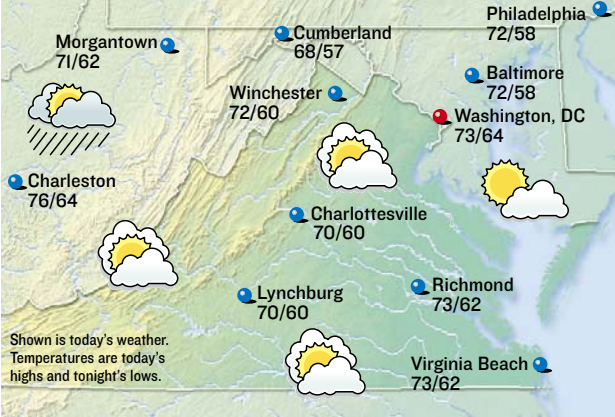 Philadelphia
72/58
Cumberland
68/57
Morgantown
71/62
Baltimore
72/58
Winchester
72/60
Washington, DC
73/64
Charleston
76/64
Charlottesville
70/60
Richmond
73/62
Lynchburg
70/60
Shown is today's weather.
Temperatures are today's
highs and tonight's lows.
Virginia Beach
73/62